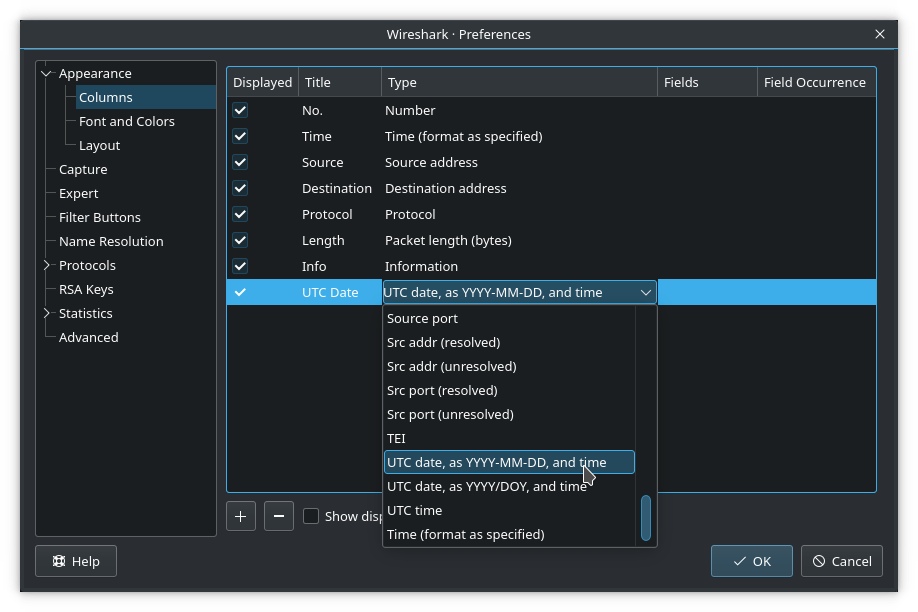 Wireshark · Preferences
Appearance
Columns
Font and Colors
Layout
Capture
Expert
Filter Buttons
Name Resolution
Protocols
RSA Keys
Statistics
Advanced
Displayed Title Type Fields Field Occurrence
No. Number
Time Time (format as specified)
Source Source address
Destination Destination address
Protocol Protocol
Length Packet length (bytes)
Info Information
UTC Date UTC date, as YYYY-MM-DD, and time
Source port
Src addr (resolved)
Src addr (unresolved)
Src port (resolved)
Src port (unresolved)
TEI
UTC date, as YYYY-MM-DD, and time
UTC date, as YYYY/DOY, and time
UTC time
Time (format as specified)
+ − Show
Help OK Cancel